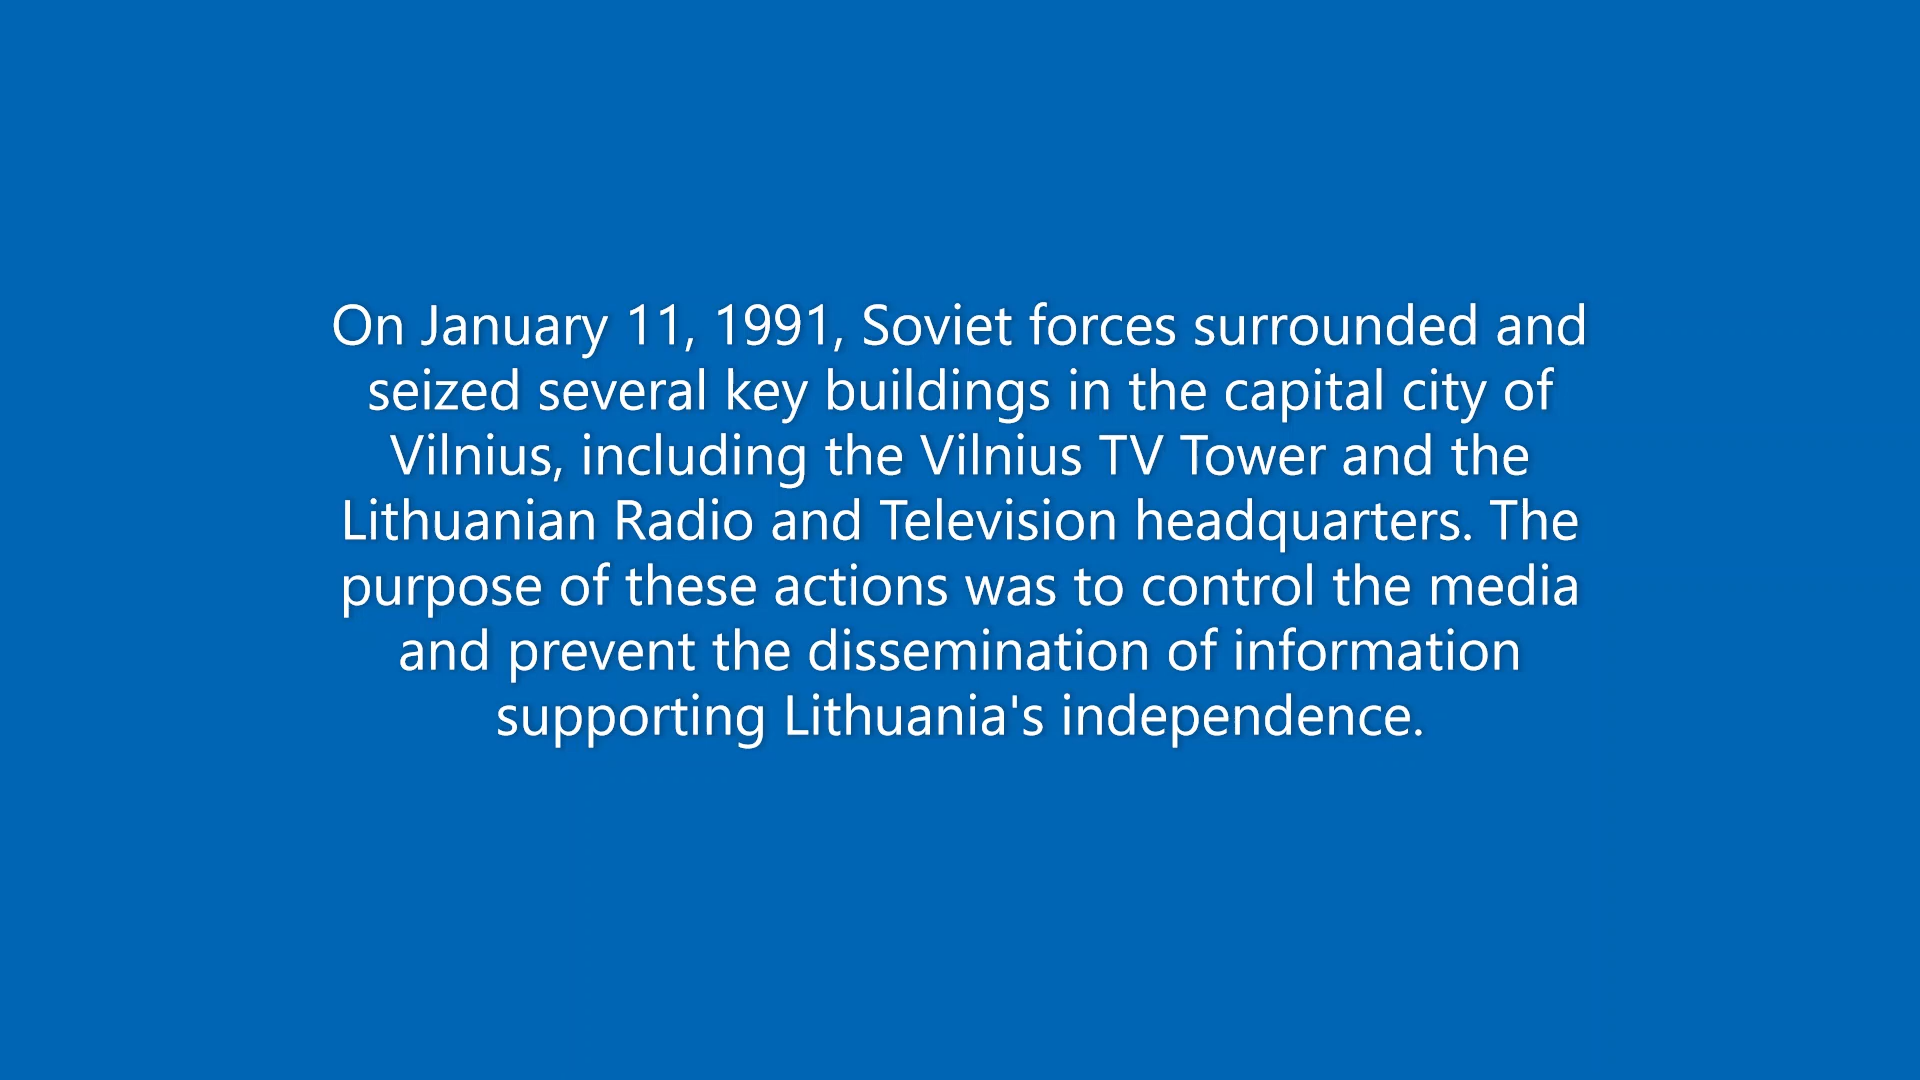 On January 11, 1991, Soviet forces surrounded and
seized several key buildings in the capital city of
Vilnius, including the Vilnius TV Tower and the
Lithuanian Radio and Television headquarters. The
purpose of these actions was to control the media
and prevent the dissemination of information
supporting Lithuania's independence.